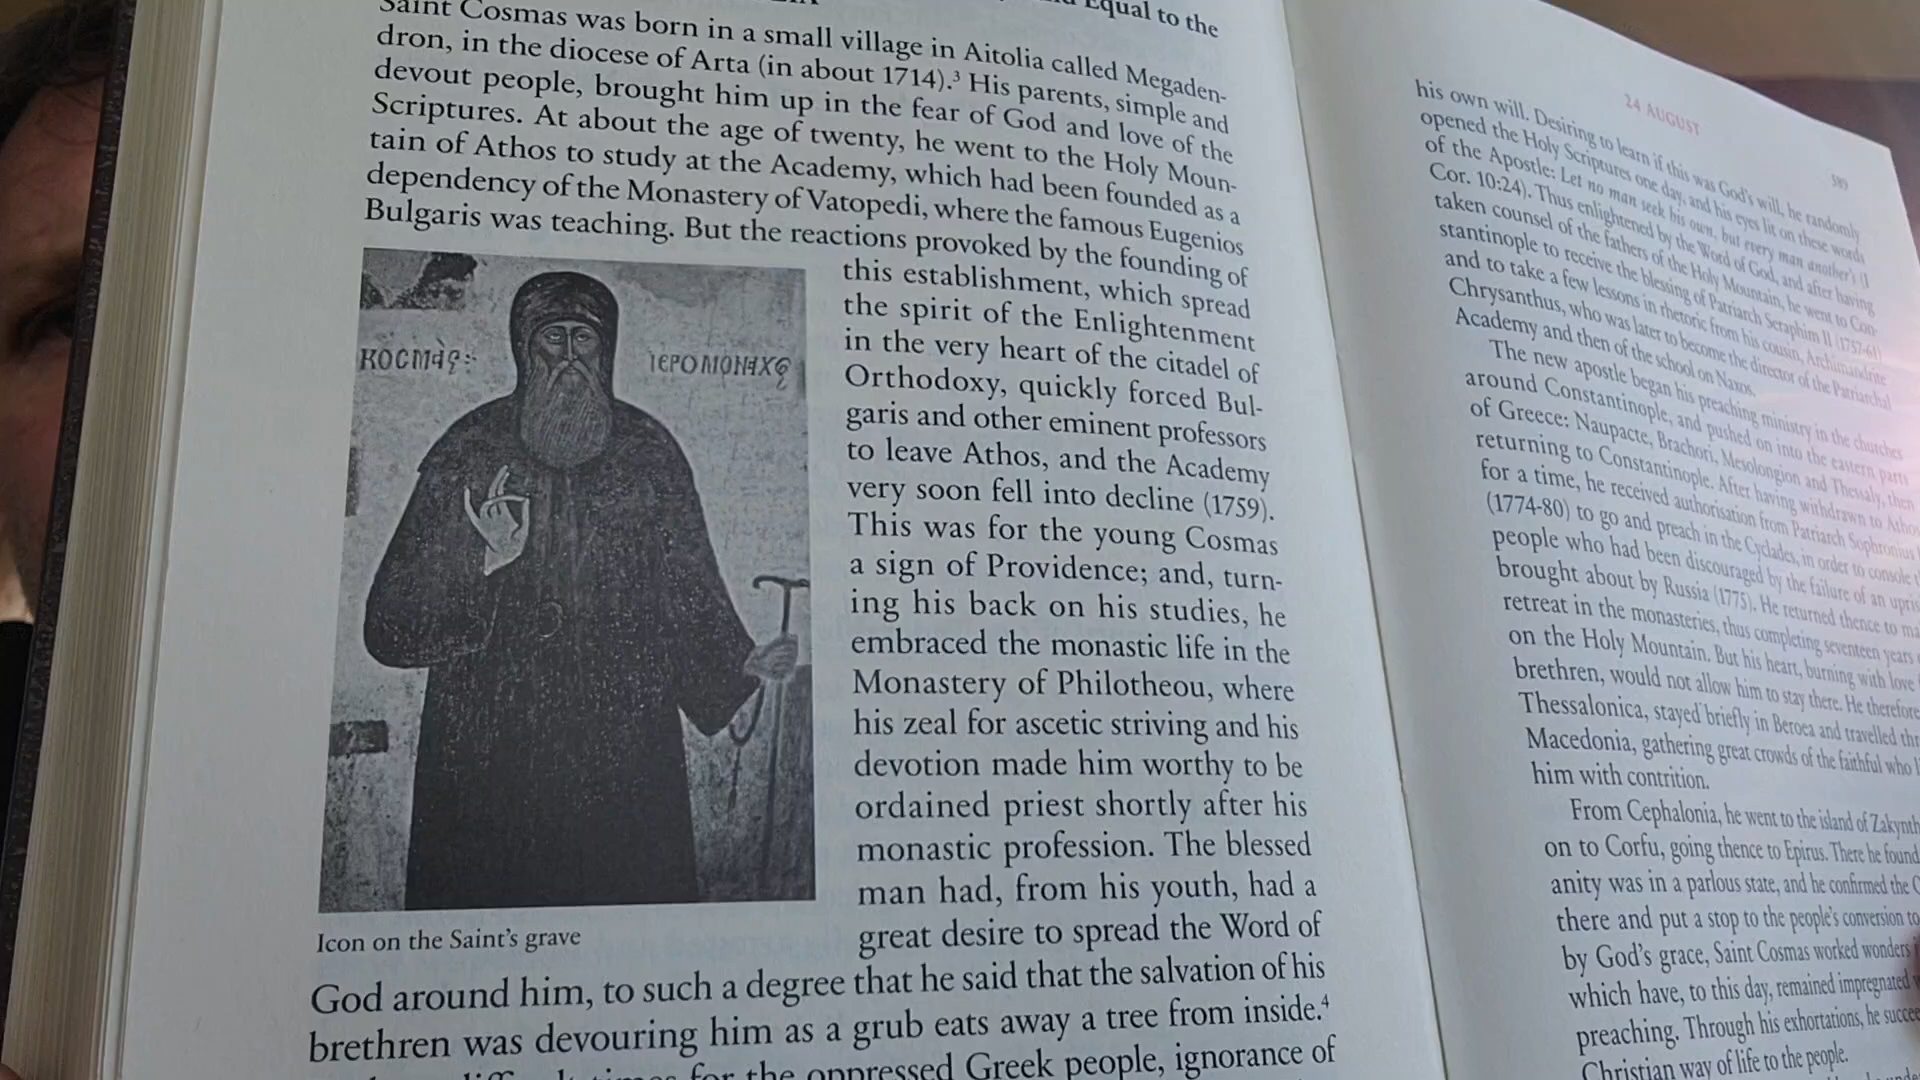 Equal to the
Saint Cosmas was born in a small village in Aitolia called Megaden-
dron, in the diocese of Arta (in about 1714).³ His parents, simple and
devout people, brought him up in the fear of God and love of the
Scriptures. At about the age of twenty, he went to the Holy Moun-
tain of Athos to study at the Academy, which had been founded as a
dependency of the Monastery of Vatopedi, where the famous Eugenios
Bulgaris was teaching. But the reactions provoked by the founding of
this establishment, which spread
the spirit of the Enlightenment
in the very heart of the citadel of
Orthodoxy, quickly forced Bul-
garis and other eminent professors
to leave Athos, and the Academy
very soon fell into decline (1759).
This was for the young Cosmas
a sign of Providence; and, turn-
ing his back on his studies, he
embraced the monastic life in the
Monastery of Philotheou, where
his zeal for ascetic striving and his
devotion made him worthy to be
ordained priest shortly after his
monastic profession. The blessed
man had, from his youth, had a
great desire to spread the Word of
ΚΟСΜᾺϚ:
ἹΕΡΟΜΟΝΑΧϚ
Icon on the Saint's grave
God around him, to such a degree that he said that the salvation of his
brethren was devouring him as a grub eats away a tree from inside.⁴
times for the oppressed Greek people, ignorance of
24 AUGUST
589
his own will. Desiring to learn if this was God's will, he randomly
opened the Holy Scriptures one day, and his eyes lit on these words
of the Apostle: Let no man seek his own, but every man another's (I
Cor. 10:24). Thus enlightened by the Word of God, and after having
taken counsel of the fathers of the Holy Mountain, he went to Con-
stantinople to receive the blessing of Patriarch Seraphim II (1757-61)
and to take a few lessons in rhetoric from his cousin, Archimandrite
Chrysanthus, who was later to become the director of the Patriarchal
Academy and then of the school on Naxos.
The new apostle began his preaching ministry in the churches
around Constantinople, and pushed on into the eastern parts
of Greece: Naupacte, Brachori, Mesolongion and Thessaly, then
returning to Constantinople. After having withdrawn to Athos
for a time, he received authorisation from Patriarch Sophronius
(1774-80) to go and preach in the Cyclades, in order to console
people who had been discouraged by the failure of an
brought about by Russia (1775). He returned thence to
retreat in the monasteries, thus completing seventeen years
on the Holy Mountain. But his heart, burning with love
brethren, would not allow him to stay there. He therefore
Thessalonica, stayed briefly in Beroea and travelled
Macedonia, gathering great crowds of the faithful who
him with contrition.
From Cephalonia, he went to the island of
on to Corfu, going thence to Epirus. There he found
anity was in a parlous state, and he confirmed the
there and put a stop to the people's conversion to
by God's grace, Saint Cosmas worked wonders
which have, to this day, remained impregnated
preaching. Through his exhortations, he
Christian way of life to the people.